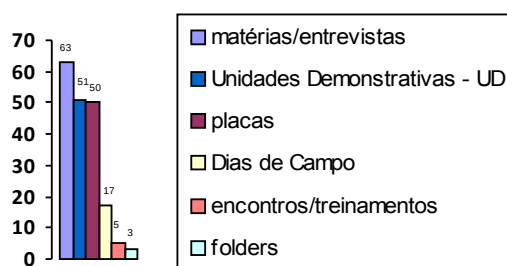 70
60
50
40
30
20
10
0
63
51
50
17
5
3
matérias/entrevistas
Unidades Demonstrativas - UD
placas
Dias de Campo
encontros/treinamentos
folders